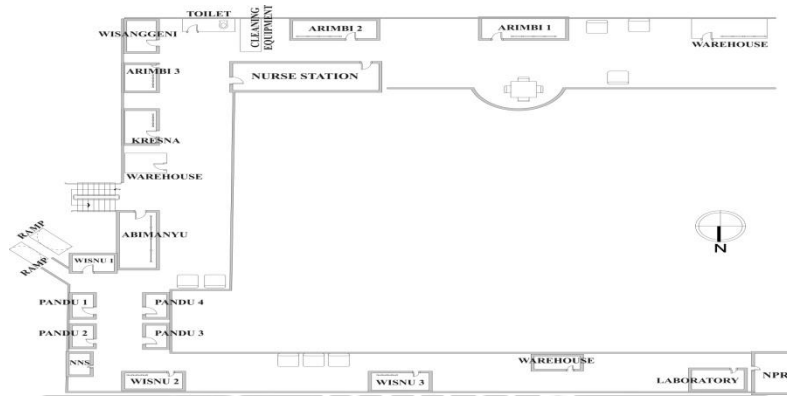 TOILET
WISANGGENI
CLEANING
EQUIPMENT
ARIMBI 2
ARIMBI 1
WAREHOUSE
ARIMBI 3
NURSE STATION
KRESNA
WAREHOUSE
ABIMANYU
RAMP
RAMP
WISNU 1
N
PANDU 1
PANDU 4
PANDU 2
PANDU 3
NNS
WISNU 2
WISNU 3
WAREHOUSE
LABORATORY
NPR